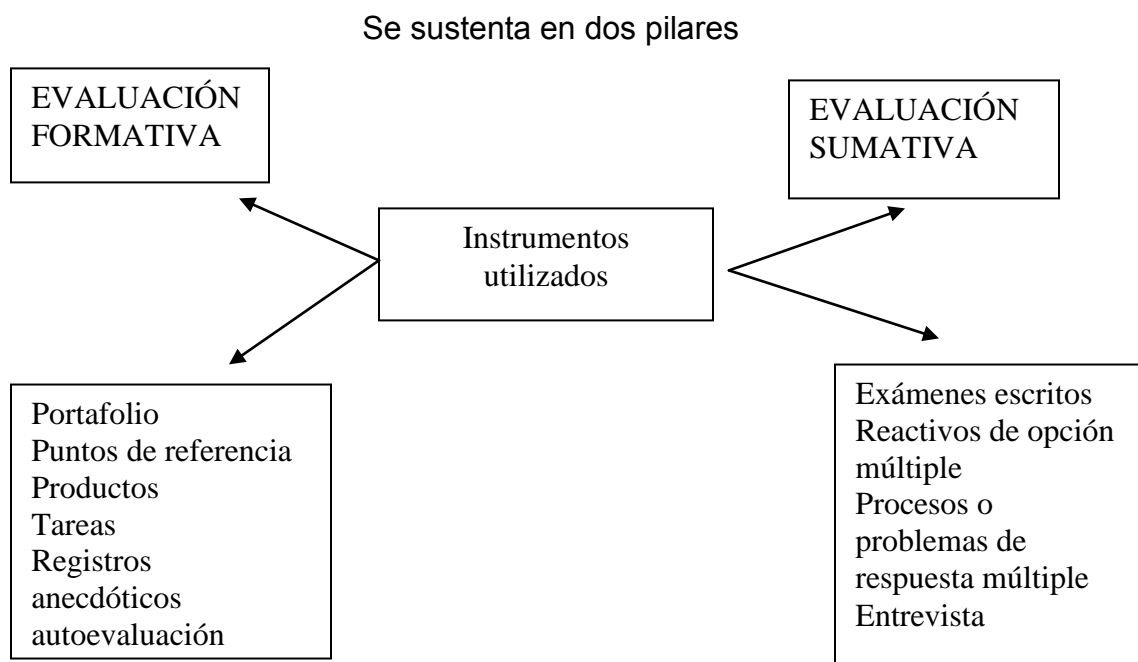 Se sustenta en dos pilares
EVALUACIÓN
FORMATIVA
EVALUACIÓN
SUMATIVA
Instrumentos
utilizados
Portafolio
Puntos de referencia
Productos
Tareas
Registros
anecdóticos
autoevaluación
Exámenes escritos
Reactivos de opción
múltiple
Procesos o
problemas de
respuesta múltiple
Entrevista